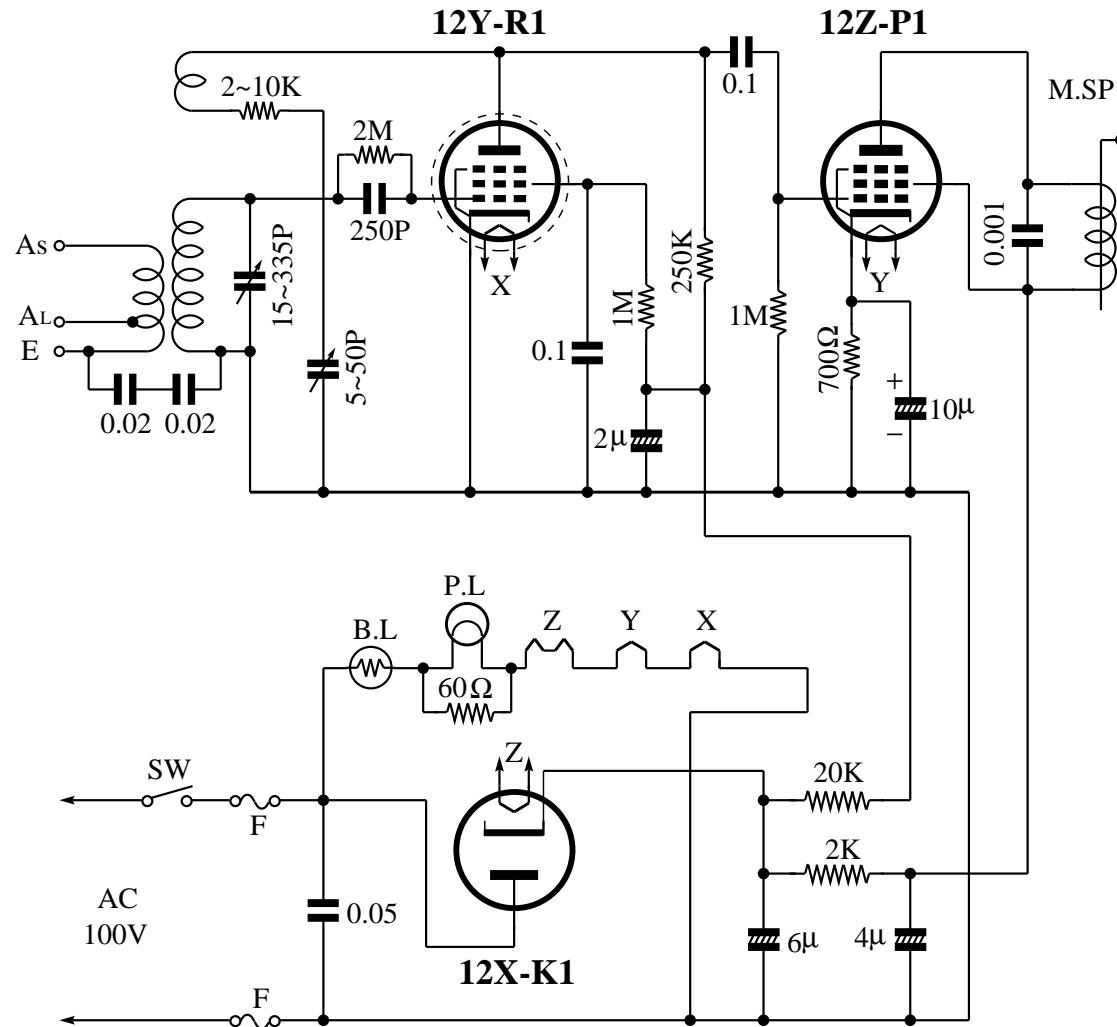 12Y-R1
12Z-P1
2~10K
0.1
M.SP
2M
250P
As
AL
E
15~335P
X
1M
250K
1M
Y
0.001
0.1
5~50P
700Ω
+
10μ
−
0.02
0.02
2μ
P.L
B.L
Z
Y
X
60Ω
SW
Z
20K
F
2K
AC
100V
0.05
6μ
4μ
12X-K1
F